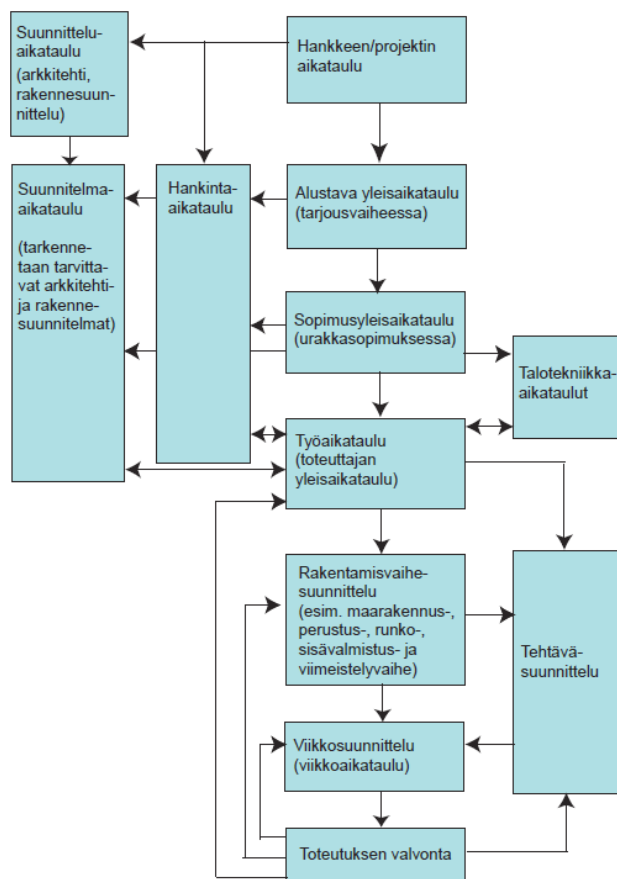 Suunnittelu-
aikataulu
(arkkitehti,
rakennesuun-
nittelu)
Hankkeen/projektin
aikataulu
Suunnitelma-
aikataulu
(tarkenne-
taan tarvitta-
vat arkkitehti-
ja rakenne-
suunnitelmat)
Hankinta-
aikataulu
Alustava yleisaikataulu
(tarjousvaiheessa)
Sopimusyleisaikataulu
(urakkasopimuksessa)
Talotekniikka-
aikataulut
Työaikataulu
(toteuttajan
yleisaikataulu)
Rakentamisvaihe-
suunnittelu
(esim. maarakennus-,
perustus-, runko-,
sisävalmistus- ja
viimeistelyvaihe)
Tehtävä-
suunnittelu
Viikkosuunnittelu
(viikkoaikataulu)
Toteutuksen valvonta